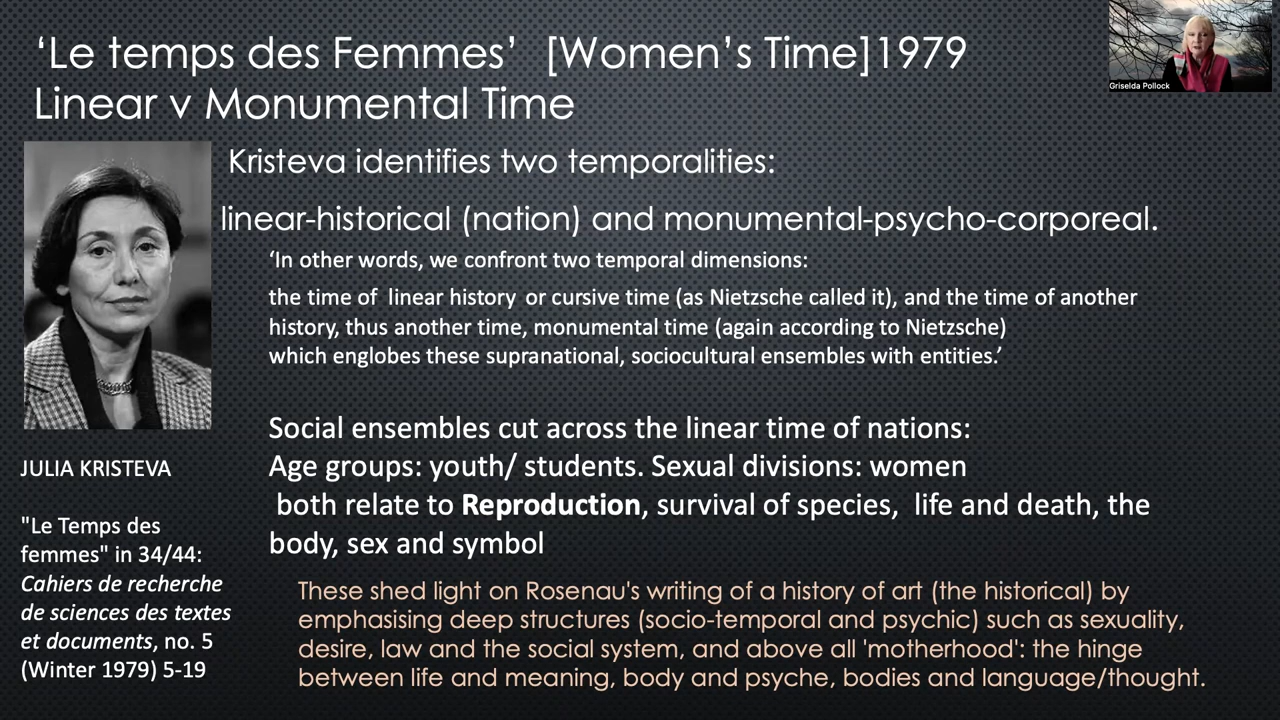 ‘Le temps des Femmes’ [Women’s Time]1979
Linear v Monumental Time
Griselda Pollock
Kristeva identifies two temporalities:
linear-historical (nation) and monumental-psycho-corporeal.
‘In other words, we confront two temporal dimensions:
the time of linear history or cursive time (as Nietzsche called it), and the time of another
history, thus another time, monumental time (again according to Nietzsche)
which englobes these supranational, sociocultural ensembles with entities.’
Social ensembles cut across the linear time of nations:
Age groups: youth/ students. Sexual divisions: women
both relate to Reproduction, survival of species, life and death, the
body, sex and symbol
JULIA KRISTEVA
"Le Temps des
femmes" in 34/44:
Cahiers de recherche
de sciences des textes
et documents, no. 5
(Winter 1979) 5-19
These shed light on Rosenau's writing of a history of art (the historical) by
emphasising deep structures (socio-temporal and psychic) such as sexuality,
desire, law and the social system, and above all 'motherhood': the hinge
between life and meaning, body and psyche, bodies and language/thought.